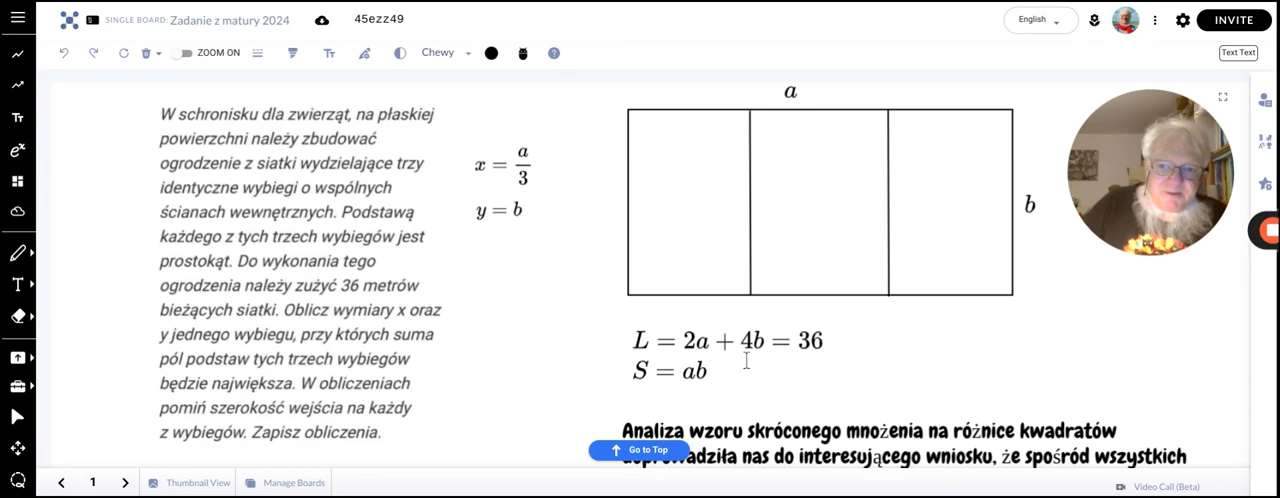 SINGLE BOARD: Zadanie z matury 2024
45ezz49
English
INVITE
ZOOM ON
Tт
Chewy
Text Text
W schronisku dla zwierząt, na płaskiej
powierzchni należy zbudować
ogrodzenie z siatki wydzielające trzy
identyczne wybiegi o wspólnych
ścianach wewnętrznych. Podstawą
każdego z tych trzech wybiegów jest
prostokąt. Do wykonania tego
ogrodzenia należy zużyć 36 metrów
bieżących siatki. Oblicz wymiary x oraz
y jednego wybiegu, przy których suma
pól podstaw tych trzech wybiegów
będzie największa. W obliczeniach
pomiń szerokość wejścia na każdy
z wybiegów. Zapisz obliczenia.
x = a/3
y = b
a
b
L = 2a + 4b = 36
S = ab
Analiza wzoru skróconego mnożenia na różnice kwadratów
doprowadziła nas do interesującego wniosku, że spośród wszystkich
Go to Top
1
Thumbnail View
Manage Boards
Video Call (Beta)